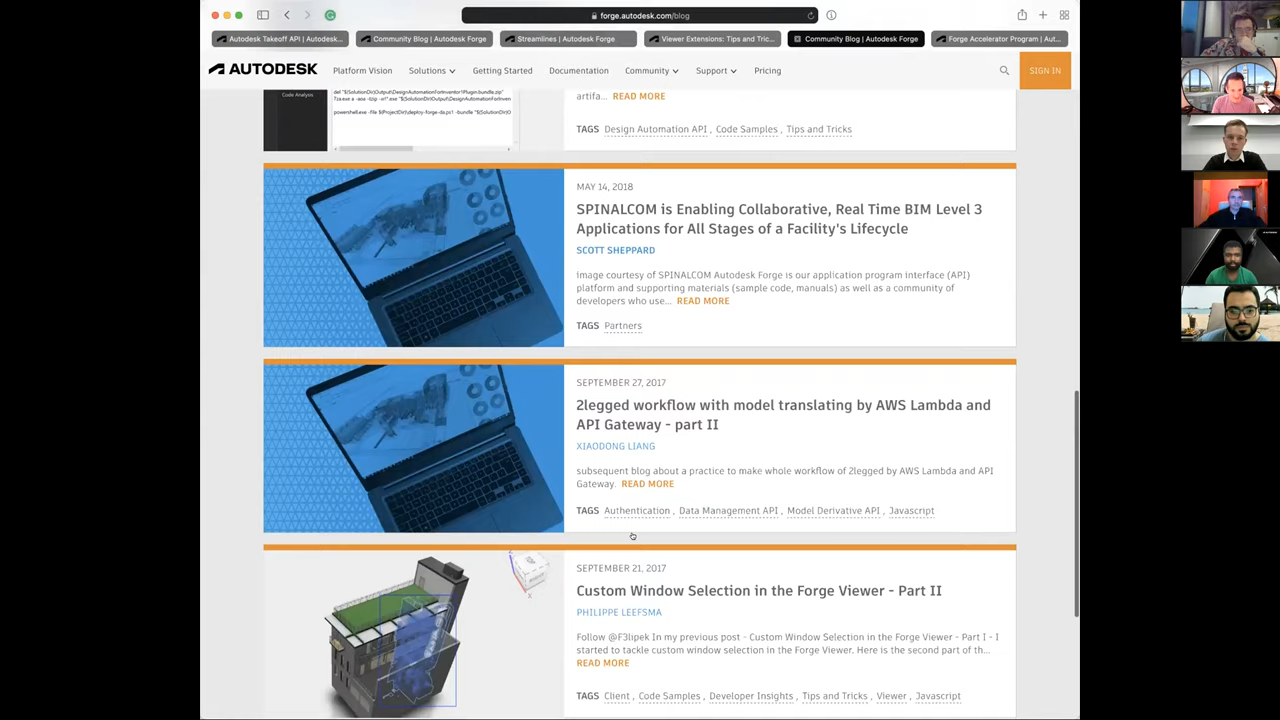 forge.autodesk.com/blog
Autodesk Takeoff API | Autodesk...
Community Blog | Autodesk Forge
Streamlines | Autodesk Forge
Viewer Extensions: Tips and Tric...
Community Blog | Autodesk Forge
Forge Accelerator Program | Aut...
AUTODESK
Platform Vision
Solutions
Getting Started
Documentation
Community
Support
Pricing
SIGN IN
Code Analysis
artifa... READ MORE
TAGS Design Automation API , Code Samples , Tips and Tricks
MAY 14, 2018
SPINALCOM is Enabling Collaborative, Real Time BIM Level 3
Applications for All Stages of a Facility's Lifecycle
SCOTT SHEPPARD
image courtesy of SPINALCOM Autodesk Forge is our application program interface (API)
platform and supporting materials (sample code, manuals) as well as a community of
developers who use... READ MORE
TAGS Partners
SEPTEMBER 27, 2017
2legged workflow with model translating by AWS Lambda and
API Gateway - part II
XIAODONG LIANG
subsequent blog about a practice to make whole workflow of 2legged by AWS Lambda and API
Gateway. READ MORE
TAGS Authentication , Data Management API , Model Derivative API , Javascript
SEPTEMBER 21, 2017
Custom Window Selection in the Forge Viewer - Part II
PHILIPPE LEEFSMA
Follow @F3lipek In my previous post - Custom Window Selection in the Forge Viewer - Part I - I
started to tackle custom window selection in the Forge Viewer. Here is the second part of th...
READ MORE
TAGS Client , Code Samples , Developer Insights , Tips and Tricks , Viewer , Javascript